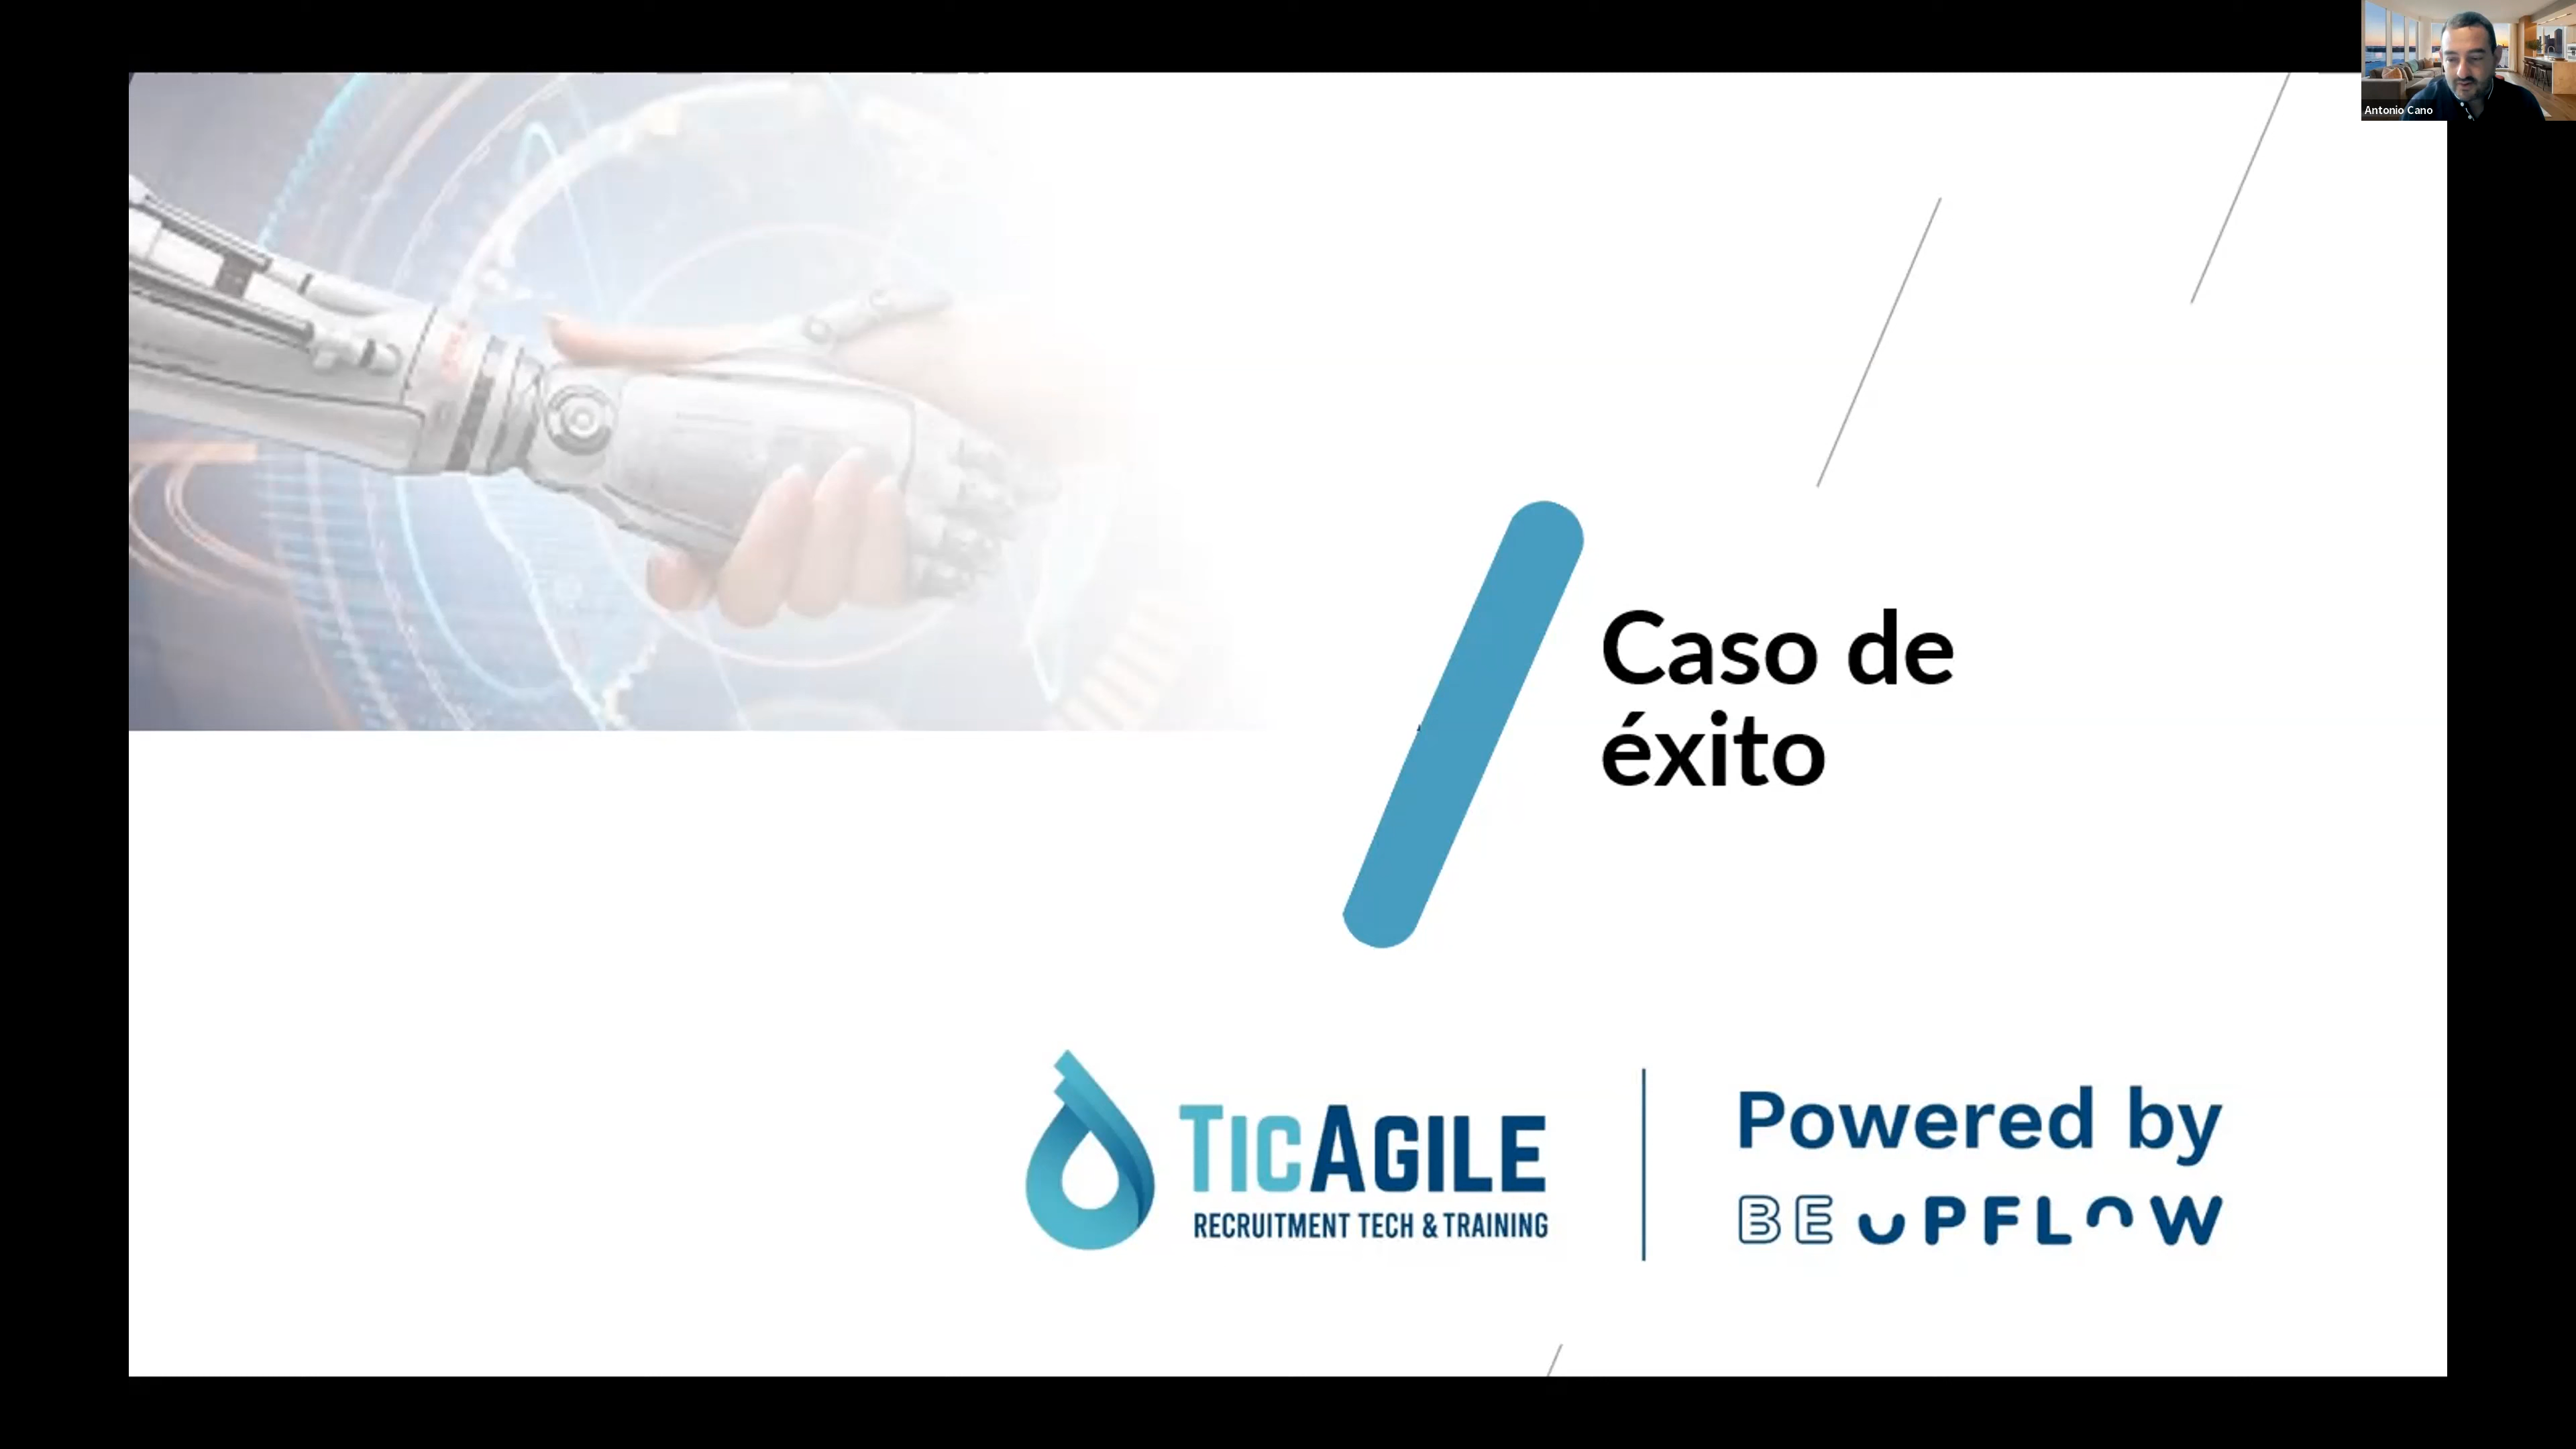 Antonio Cano
Caso de
éxito
TICAGILE
RECRUITMENT TECH & TRAINING
Powered by
BE UPFLOW